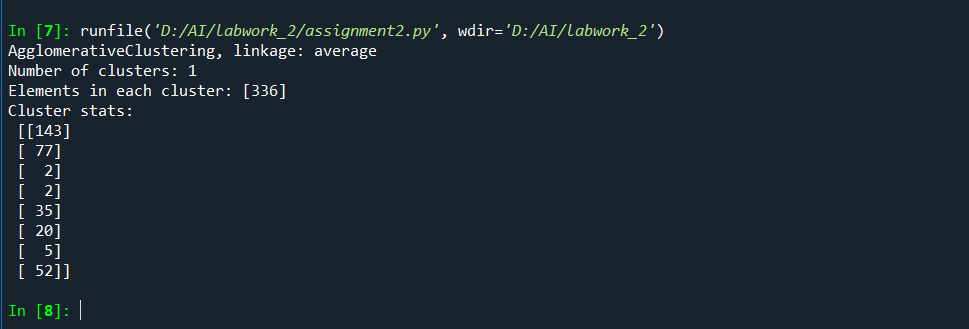 In [7]: runfile('D:/AI/labwork_2/assignment2.py', wdir='D:/AI/labwork_2')
AgglomerativeClustering, linkage: average
Number of clusters: 1
Elements in each cluster: [336]
Cluster stats:
 [[143]
 [ 77]
 [  2]
 [  2]
 [ 35]
 [ 20]
 [  5]
 [ 52]]
In [8]: